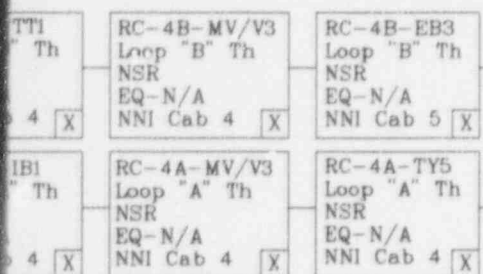 TT1
" Th
4 X
RC-4B-MV/V3
Loop "B" Th
NSR
EQ-N/A
NNI Cab 4 X
RC-4B-EB3
Loop "B" Th
NSR
EQ-N/A
NNI Cab 5 X
IB1
" Th
4 X
RC-4A-MV/V3
Loop "A" Th
NSR
EQ-N/A
NNI Cab 4 X
RC-4A-TY5
Loop "A" Th
NSR
EQ-N/A
NNI Cab 4 X